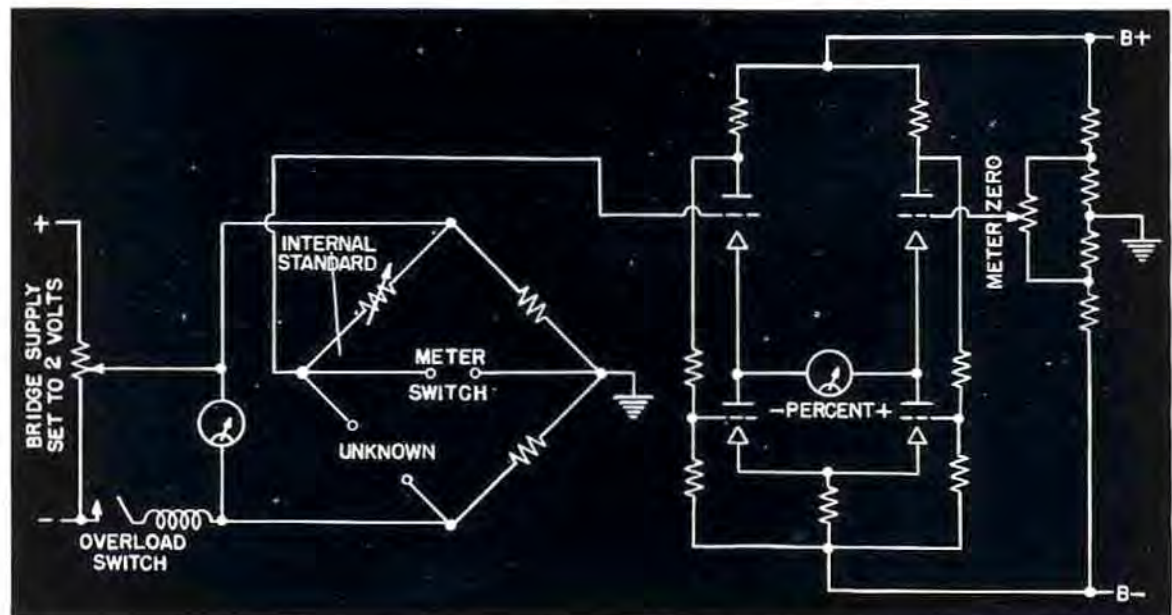 B+
+
BRIDGE SUPPLY
SET TO 2 VOLTS
INTERNAL
STANDARD
METER
SWITCH
UNKNOWN
-
OVERLOAD
SWITCH
METER ZERO
-PERCENT+
B-